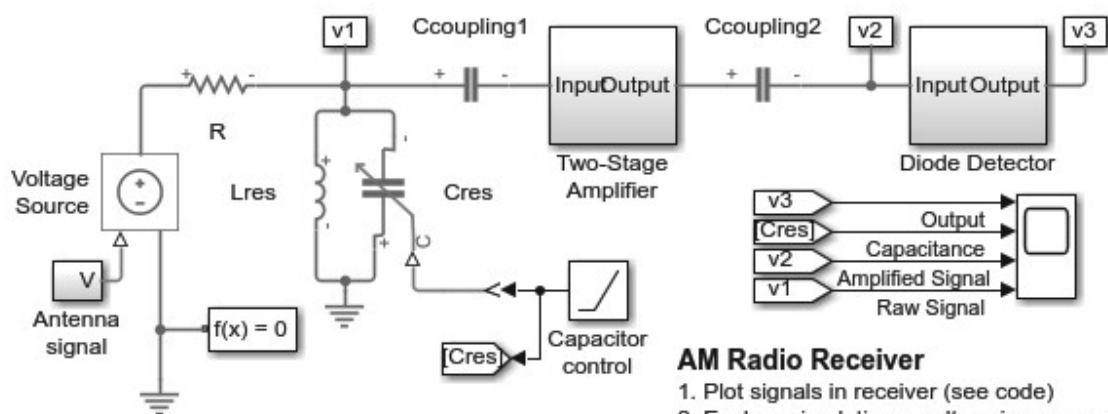 v1
Ccoupling1
Ccoupling2
v2
v3
+ -
+ -
+ -
Input Output
Input Output
R
Two-Stage
Amplifier
Diode Detector
Voltage
Source
+
-
Lres
+
-
-
+
Cres
C
V
Antenna
signal
f(x) = 0
[Cres]
Capacitor
control
v3
Output
[Cres]
Capacitance
v2
Amplified Signal
v1
Raw Signal
AM Radio Receiver
1. Plot signals in receiver (see code)